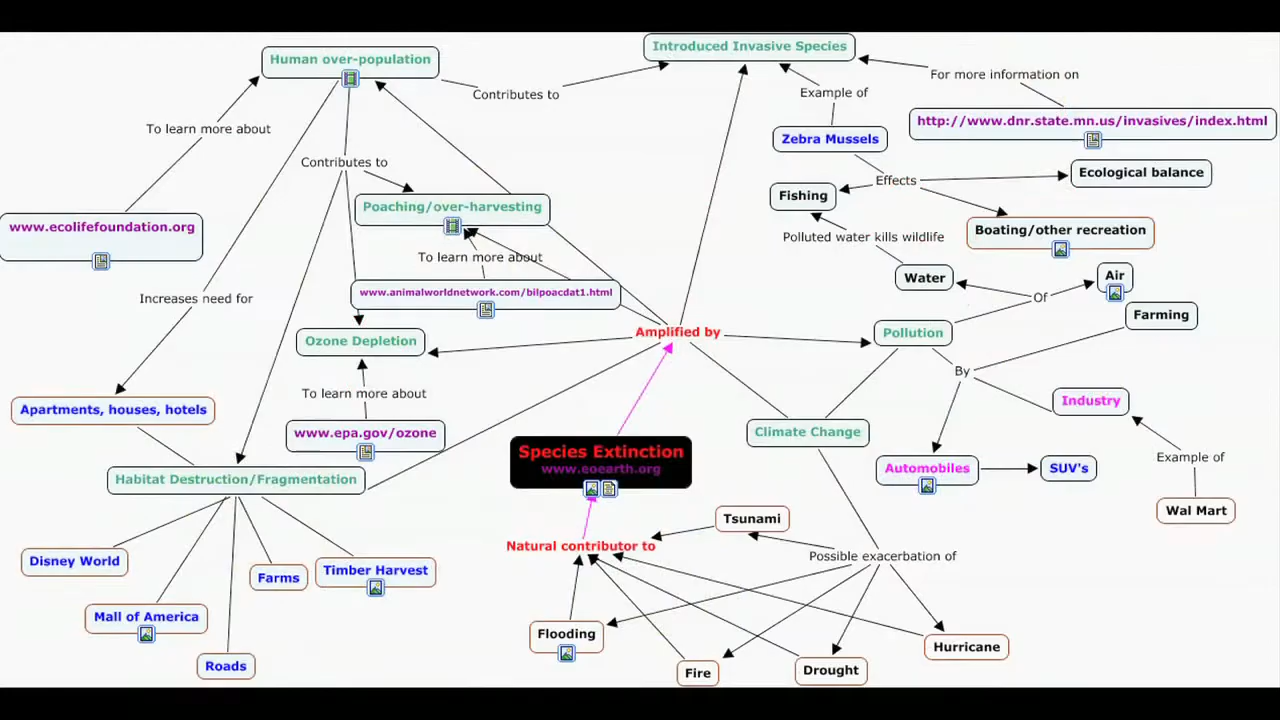 Human over-population
Introduced Invasive Species
For more information on
Contributes to
Example of
http://www.dnr.state.mn.us/invasives/index.html
To learn more about
Zebra Mussels
Contributes to
Effects
Ecological balance
Fishing
Poaching/over-harvesting
www.ecolifefoundation.org
Boating/other recreation
Polluted water kills wildlife
To learn more about
Water
Air
Of
www.animalworldnetwork.com/bilpoacdat1.html
Increases need for
Farming
Amplified by
Pollution
Ozone Depletion
By
To learn more about
Industry
Apartments, houses, hotels
www.epa.gov/ozone
Climate Change
Species Extinction
www.eoearth.org
Example of
Automobiles
SUV's
Habitat Destruction/Fragmentation
Wal Mart
Tsunami
Natural contributor to
Possible exacerbation of
Disney World
Timber Harvest
Farms
Mall of America
Flooding
Hurricane
Roads
Fire
Drought